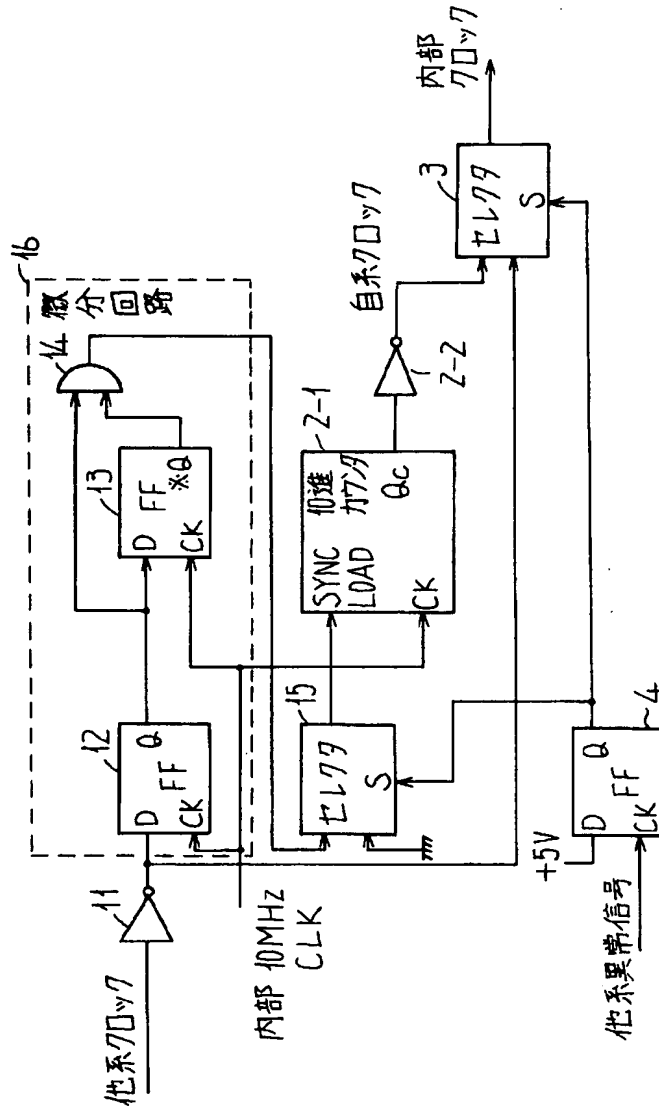 16
微分回路
14
13
D
FF
※Q
CK
12
D
Q
FF
CK
11
他系クロック
内部 10MHz
CLK
15
セレクタ
S
2-1
SYNC
LOAD
10進
カウンタ
Qc
CK
2-2
自系クロック
3
セレクタ
S
内部
クロック
+5V
他系異常信号
D
Q
FF
CK
4